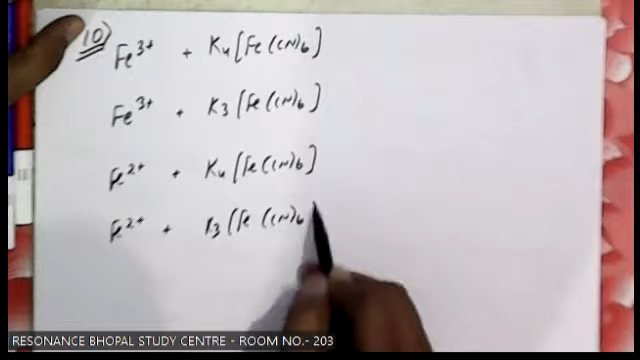 10)
Fe³⁺ + K₄[Fe(CN)₆]
Fe³⁺ + K₃[Fe(CN)₆]
Fe²⁺ + K₄[Fe(CN)₆]
Fe²⁺ + K₃[Fe(CN)₆
RESONANCE BHOPAL STUDY CENTRE - ROOM NO.- 203